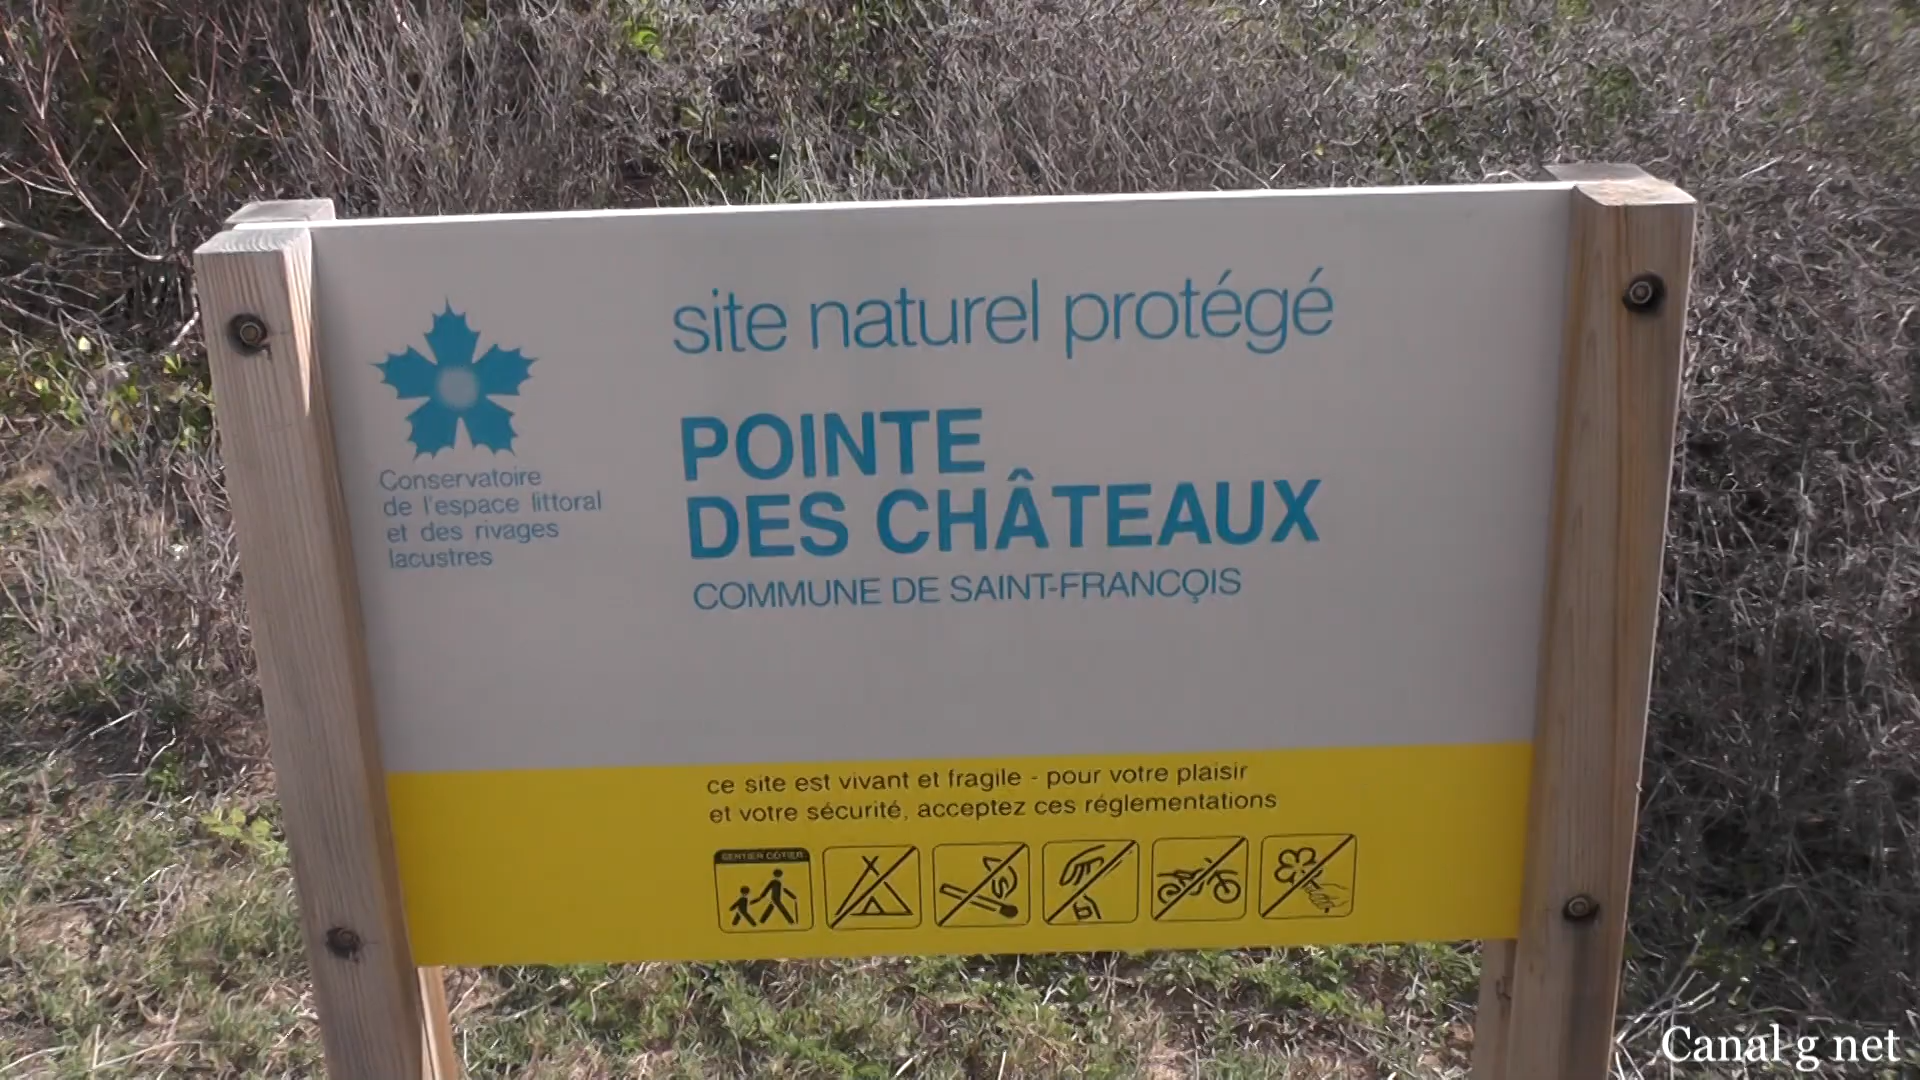 site naturel protégé
POINTE
DES CHÂTEAUX
COMMUNE DE SAINT-FRANCOIS
Conservatoire
de l'espace littoral
et des rivages
lacustres
ce site est vivant et fragile - pour votre plaisir
et votre sécurité, acceptez ces réglementations
SENTIER CÔTIER
Canal g net